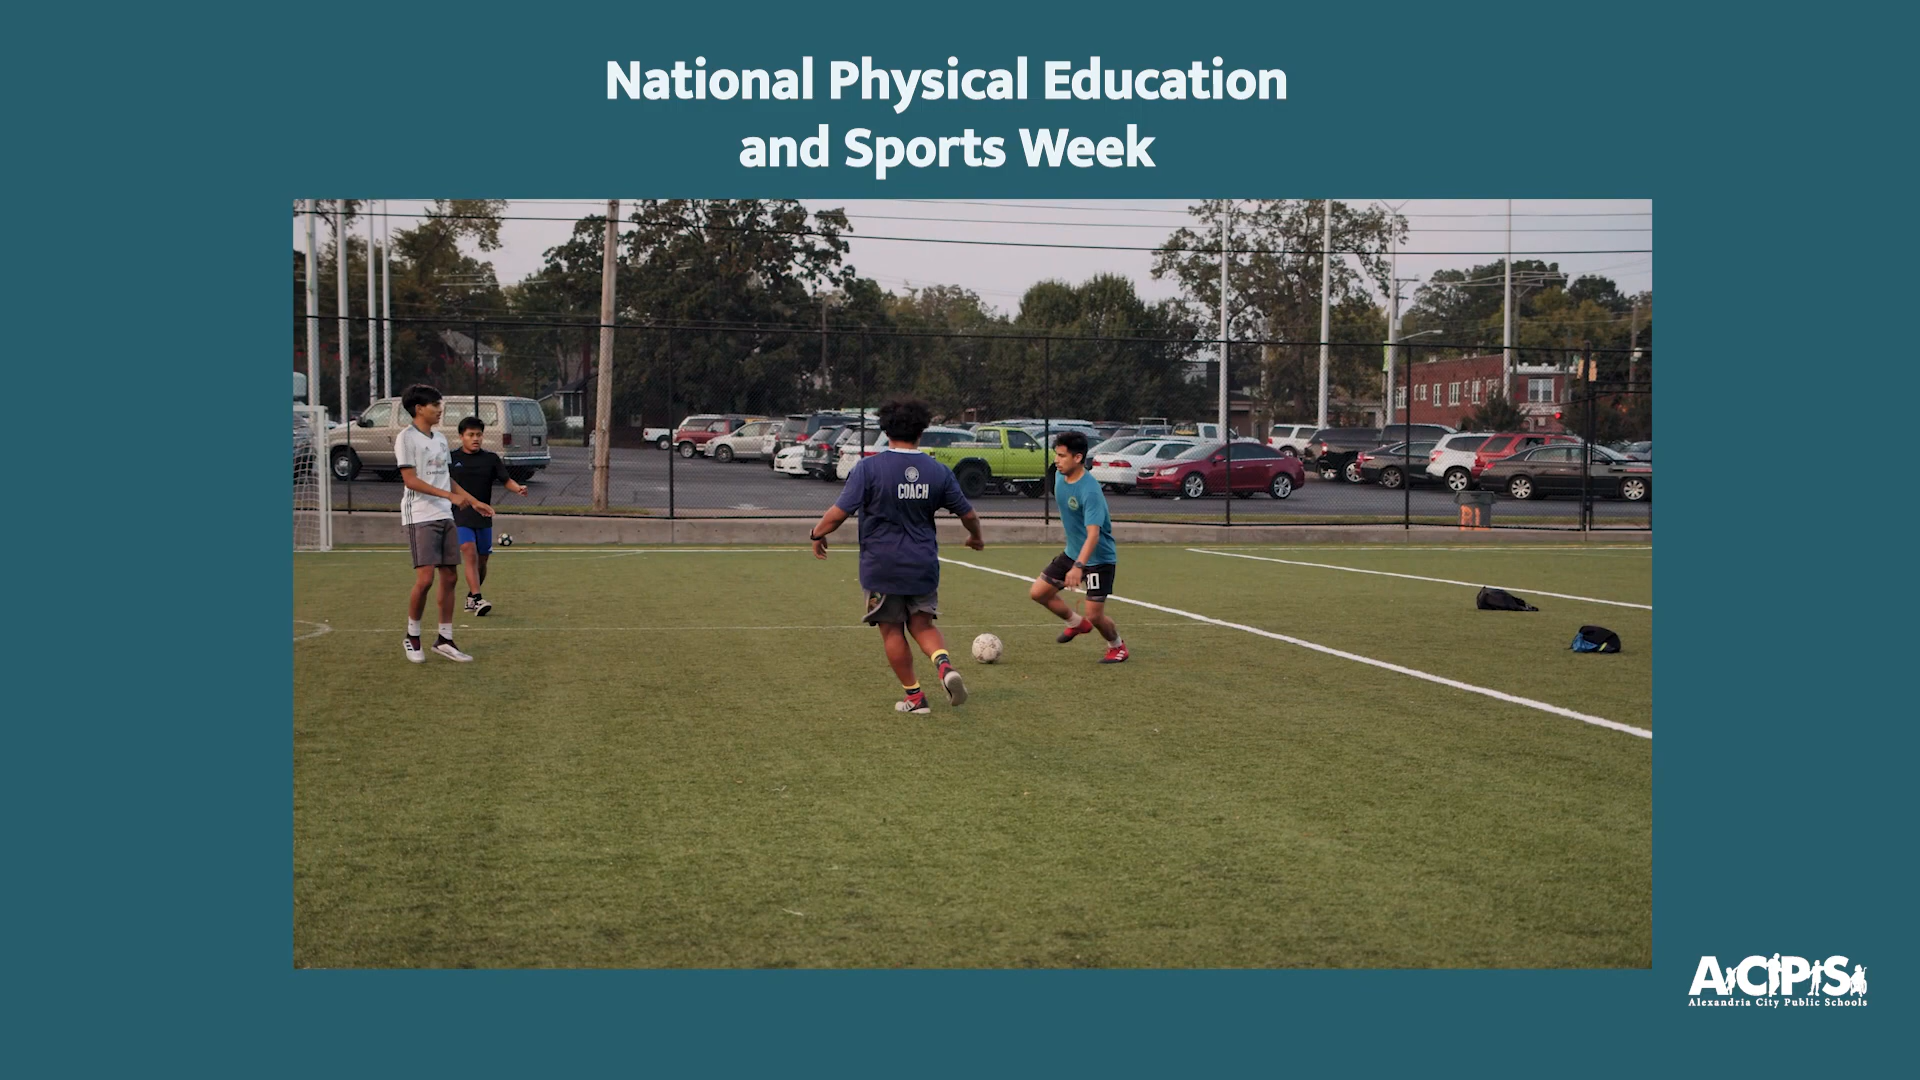 National Physical Education
and Sports Week
COACH
10
ACPS
Alexandria City Public Schools